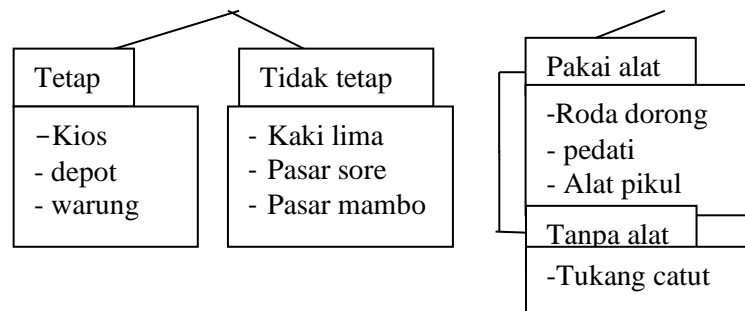 Tetap
-Kios
- depot
- warung
Tidak tetap
- Kaki lima
- Pasar sore
- Pasar mambo
Pakai alat
-Roda dorong
- pedati
- Alat pikul
Tanpa alat
-Tukang catut